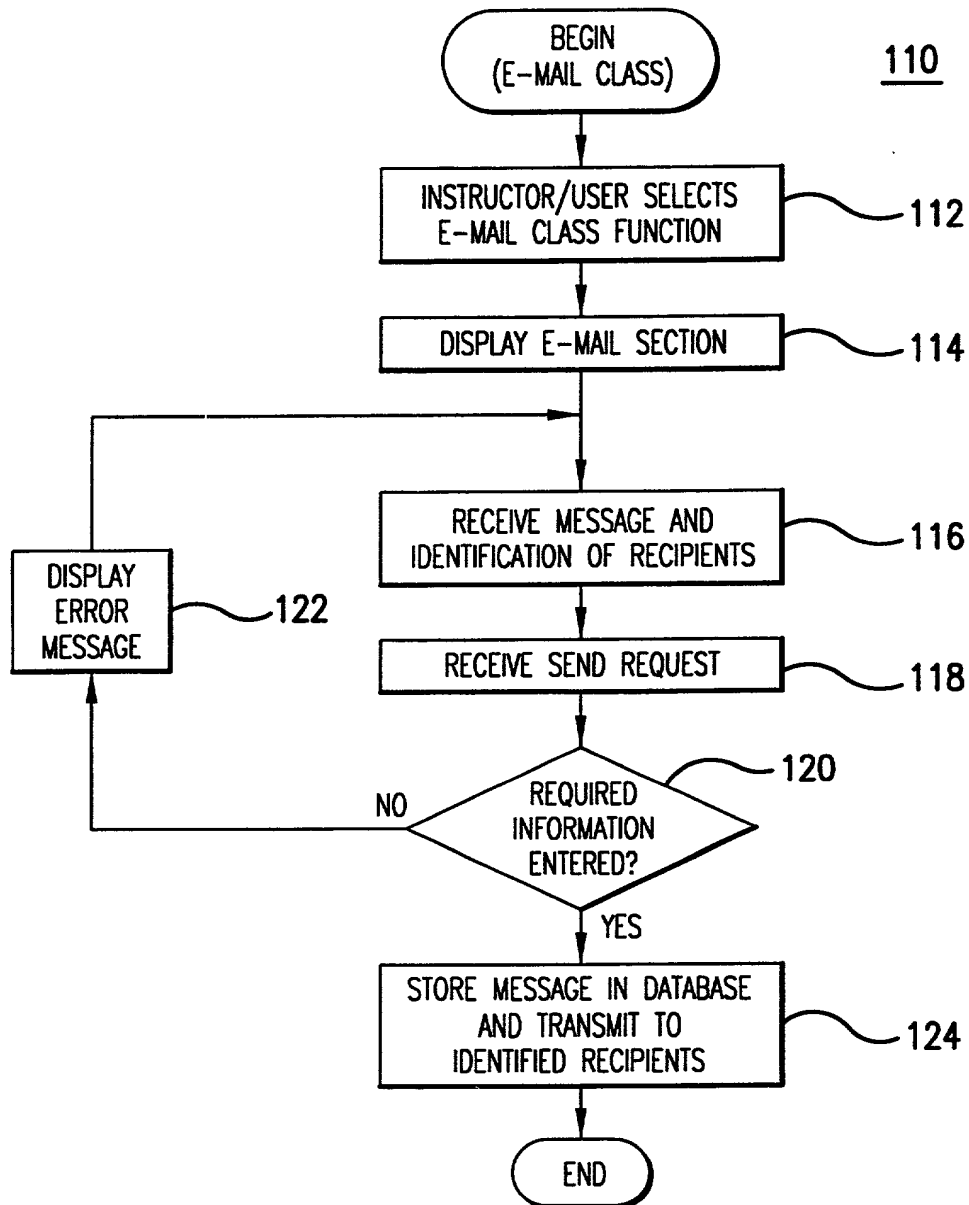 BEGIN
(E-MAIL CLASS)
110
INSTRUCTOR/USER SELECTS
E-MAIL CLASS FUNCTION
112
DISPLAY E-MAIL SECTION
114
RECEIVE MESSAGE AND
IDENTIFICATION OF RECIPIENTS
116
DISPLAY
ERROR
MESSAGE
122
RECEIVE SEND REQUEST
118
REQUIRED
INFORMATION
ENTERED?
120
NO
YES
STORE MESSAGE IN DATABASE
AND TRANSMIT TO
IDENTIFIED RECIPIENTS
124
END